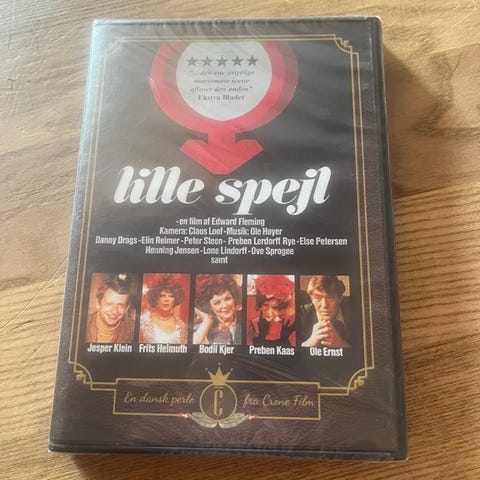 "...den ene ustyrlige
morsomste scene
afløser den anden"
Ekstra Bladet
lille spejl
-en film af Edward Fleming
Kamera: Claus Loof-Musik: Ole Høyer
Danny Drags-Elin Reimer-Peter Steen-Preben Lerdorff Rye-Else Petersen
Henning Jensen-Lone Lindorff-Ove Sprogøe
samt
Jesper Klein Frits Helmuth Bodil Kjer Preben Kaas Ole Ernst
En dansk perle C fra Crone Film